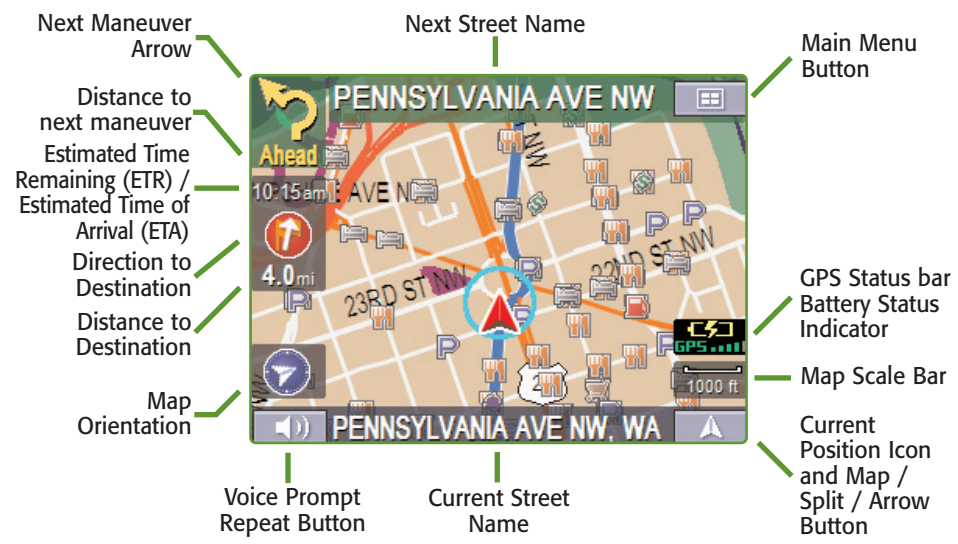 Next Maneuver
Arrow
Next Street Name
Main Menu
Button
Distance to
next maneuver
Estimated Time
Remaining (ETR) /
Estimated Time of
Arrival (ETA)
Direction to
Destination
Distance to
Destination
Map
Orientation
PENNSYLVANIA AVE NW
Ahead
NW
10:15am
AVE N
4.0mi
23RD ST NW
22ND ST NW
P
P
P
P
P
P
P
GPS
2
1000 ft
PENNSYLVANIA AVE NW, WA
GPS Status bar
Battery Status
Indicator
Map Scale Bar
Current
Position Icon
and Map /
Split / Arrow
Button
Voice Prompt
Repeat Button
Current Street
Name